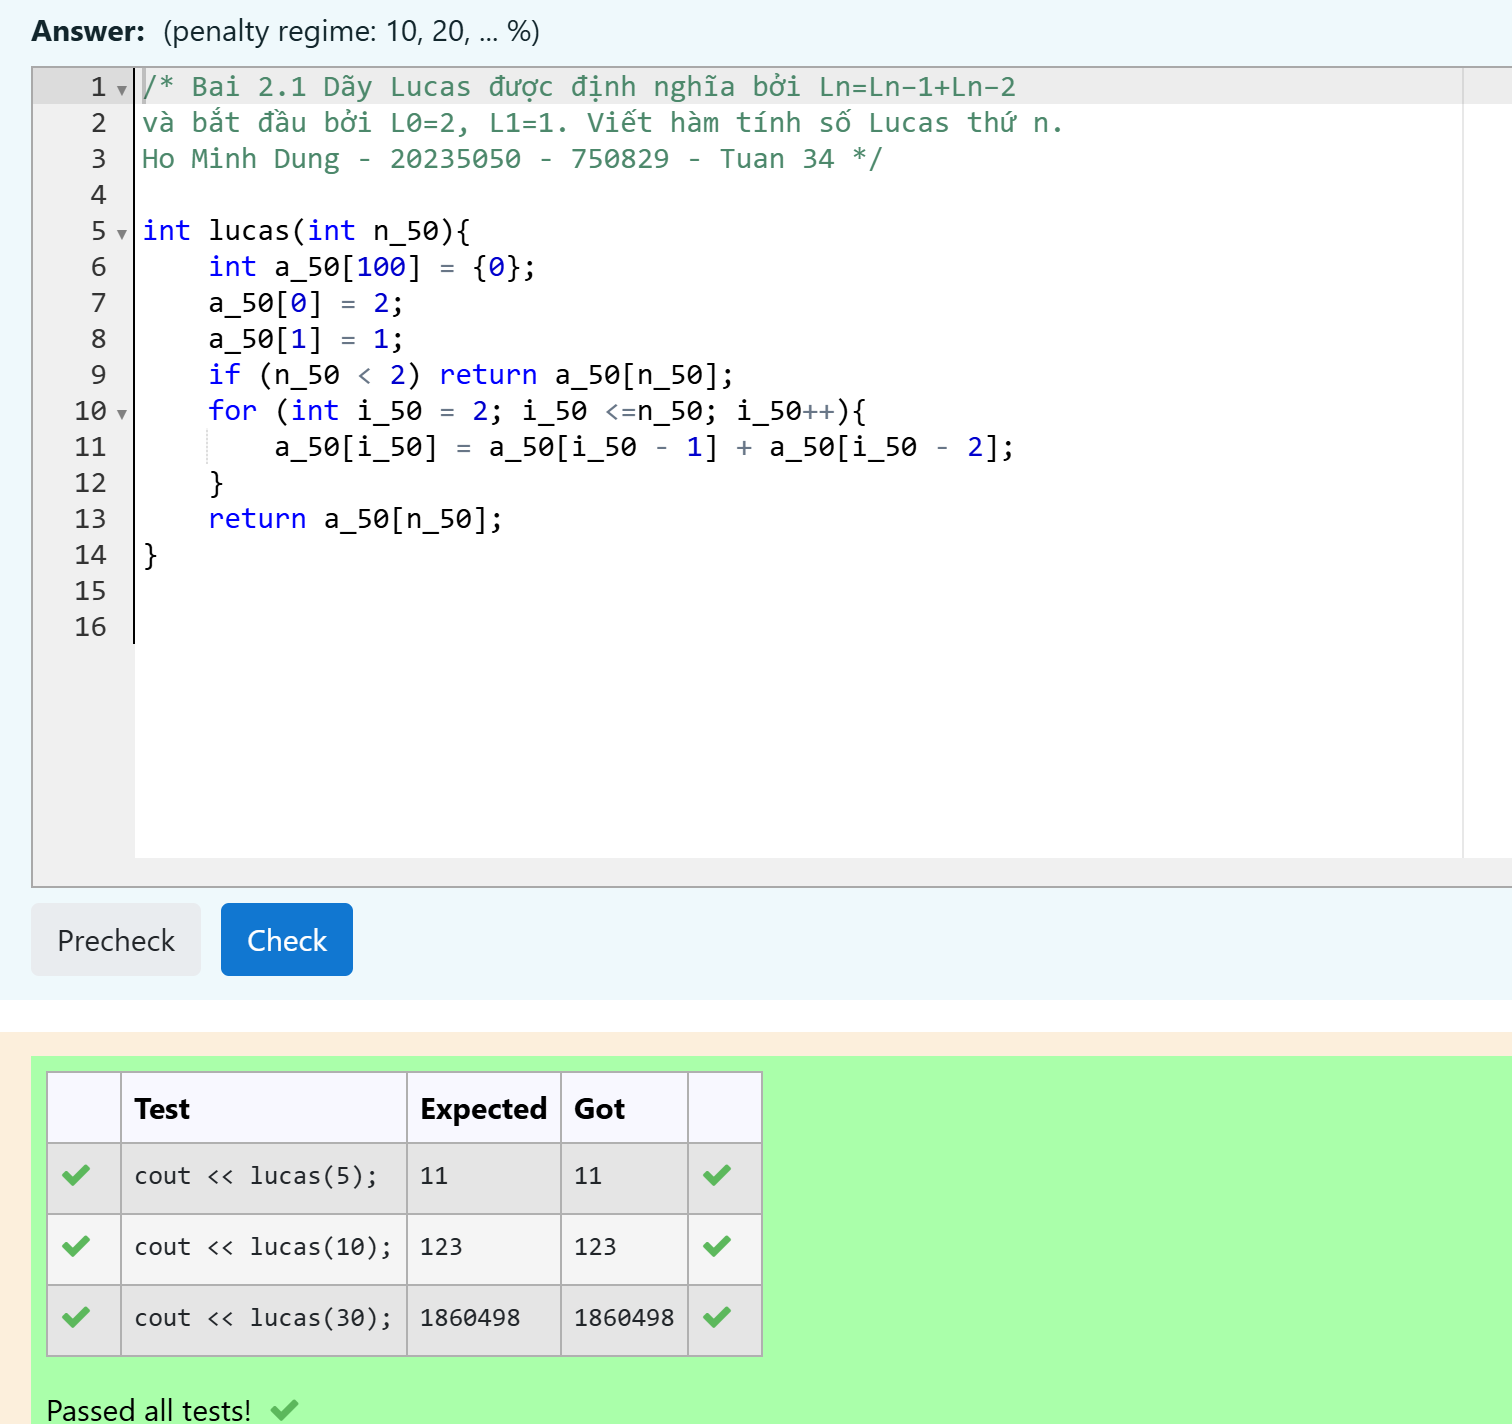 Answer: (penalty regime: 10, 20, ... %)
1 /* Bai 2.1 Dãy Lucas được định nghĩa bởi Ln=Ln−1+Ln−2
2 và bắt đầu bởi L0=2, L1=1. Viết hàm tính số Lucas thứ n.
3 Ho Minh Dung - 20235050 - 750829 - Tuan 34 */
4
5 int lucas(int n_50){
6     int a_50[100] = {0};
7     a_50[0] = 2;
8     a_50[1] = 1;
9     if (n_50 < 2) return a_50[n_50];
10     for (int i_50 = 2; i_50 <=n_50; i_50++){
11         a_50[i_50] = a_50[i_50 - 1] + a_50[i_50 - 2];
12     }
13     return a_50[n_50];
14 }
15
16
Precheck Check
Test Expected Got
cout << lucas(5); 11 11
cout << lucas(10); 123 123
cout << lucas(30); 1860498 1860498
Passed all tests!